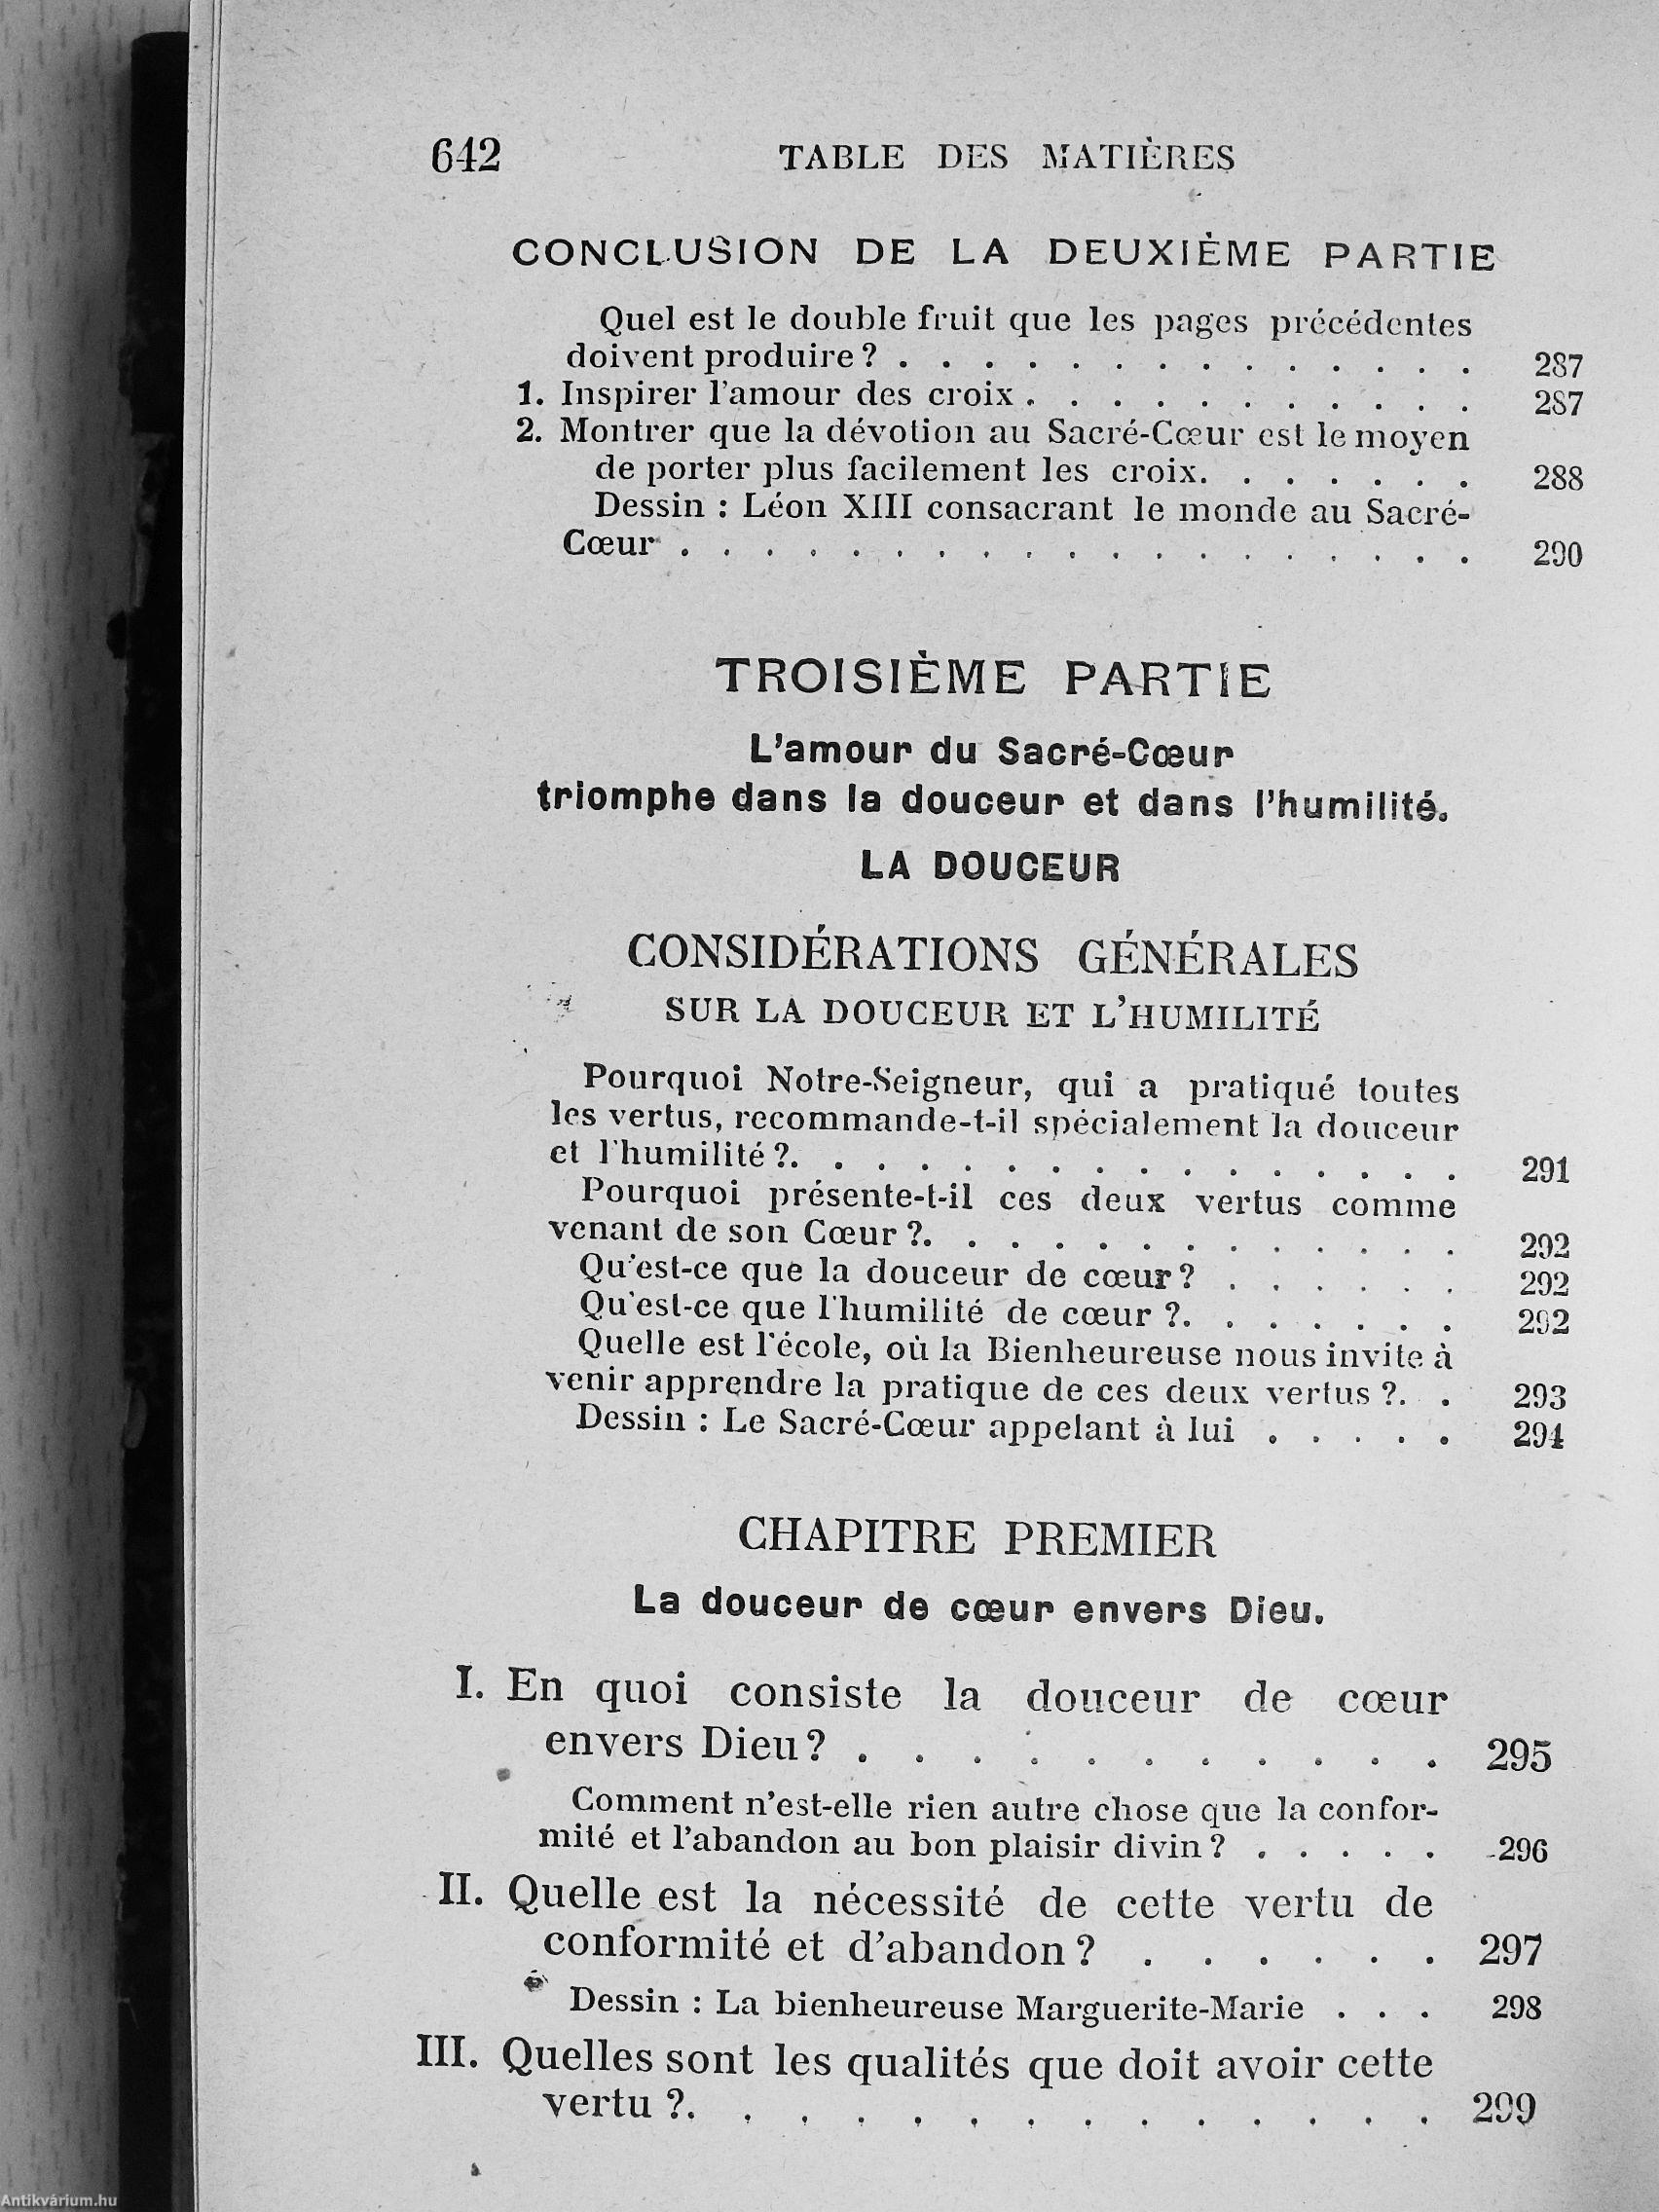 642 TABLE DES MATIÈRES
CONCLUSION DE LA DEUXIÈME PARTIE
Quel est le double fruit que les pages précédentes
doivent produire ? . . . . . . . . . . . . . . 287
1. Inspirer l'amour des croix . . . . . . . . . . . 287
2. Montrer que la dévotion au Sacré-Cœur est le moyen
de porter plus facilement les croix. . . . . . . 288
Dessin : Léon XIII consacrant le monde au Sacré-
Cœur . . . . . . . . . . . . . . . . . . . 290
TROISIÈME PARTIE
L'amour du Sacré-Cœur
triomphe dans la douceur et dans l'humilité.
LA DOUCEUR
CONSIDÉRATIONS GÉNÉRALES
SUR LA DOUCEUR ET L'HUMILITÉ
Pourquoi Notre-Seigneur, qui a pratiqué toutes
les vertus, recommande-t-il spécialement la douceur
et l'humilité ?. . . . . . . . . . . . . . . . 291
Pourquoi présente-t-il ces deux vertus comme
venant de son Cœur ?. . . . . . . . . . . . . 292
Qu'est-ce que la douceur de cœur ? . . . . . . 292
Qu'est-ce que l'humilité de cœur ?. . . . . . . 292
Quelle est l'école, où la Bienheureuse nous invite à
venir apprendre la pratique de ces deux vertus ?. . 293
Dessin : Le Sacré-Cœur appelant à lui . . . . . 294
CHAPITRE PREMIER
La douceur de cœur envers Dieu.
I. En quoi consiste la douceur de cœur
envers Dieu ? . . . . . . . . . . . 295
Comment n'est-elle rien autre chose que la confor-
mité et l'abandon au bon plaisir divin ? . . . . . 296
II. Quelle est la nécessité de cette vertu de
conformité et d'abandon ? . . . . . . 297
Dessin : La bienheureuse Marguerite-Marie . . . 298
III. Quelles sont les qualités que doit avoir cette
vertu ?. . . . . . . . . . . . . . 299
Antikvárium.hu